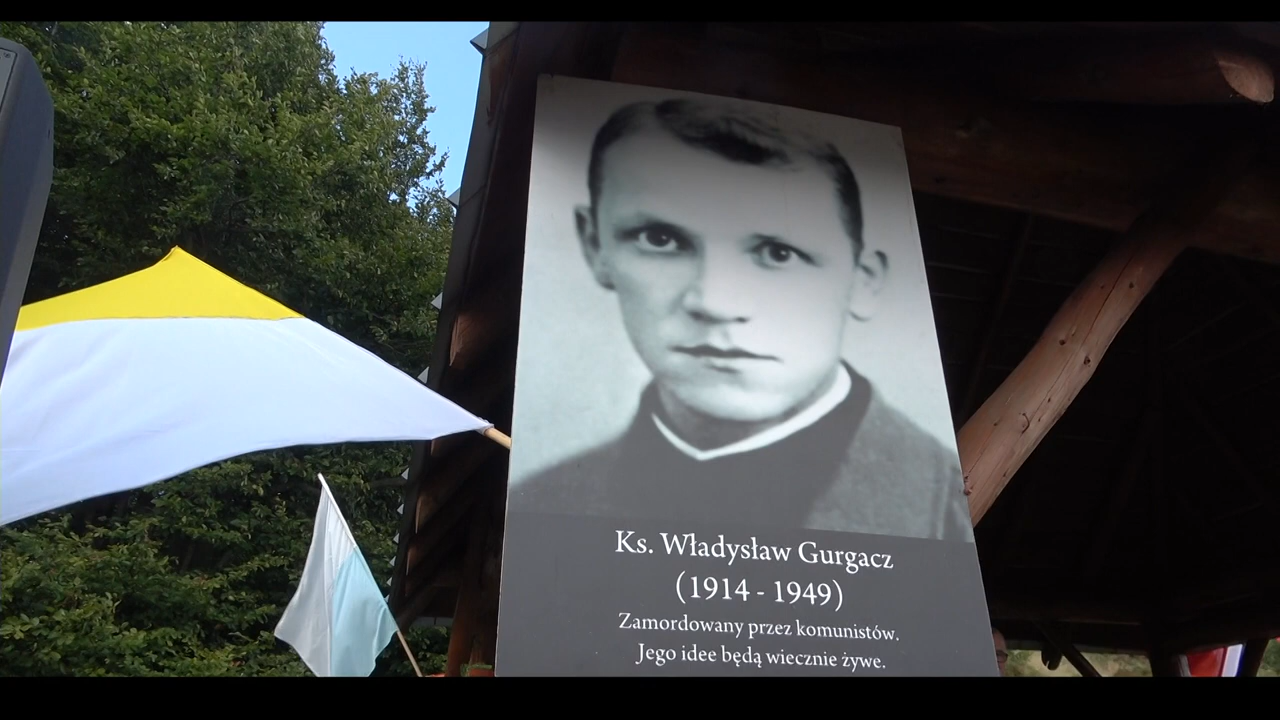 Ks. Władysław Gurgacz
(1914 - 1949)
Zamordowany przez komunistów.
Jego idee będą wiecznie żywe.